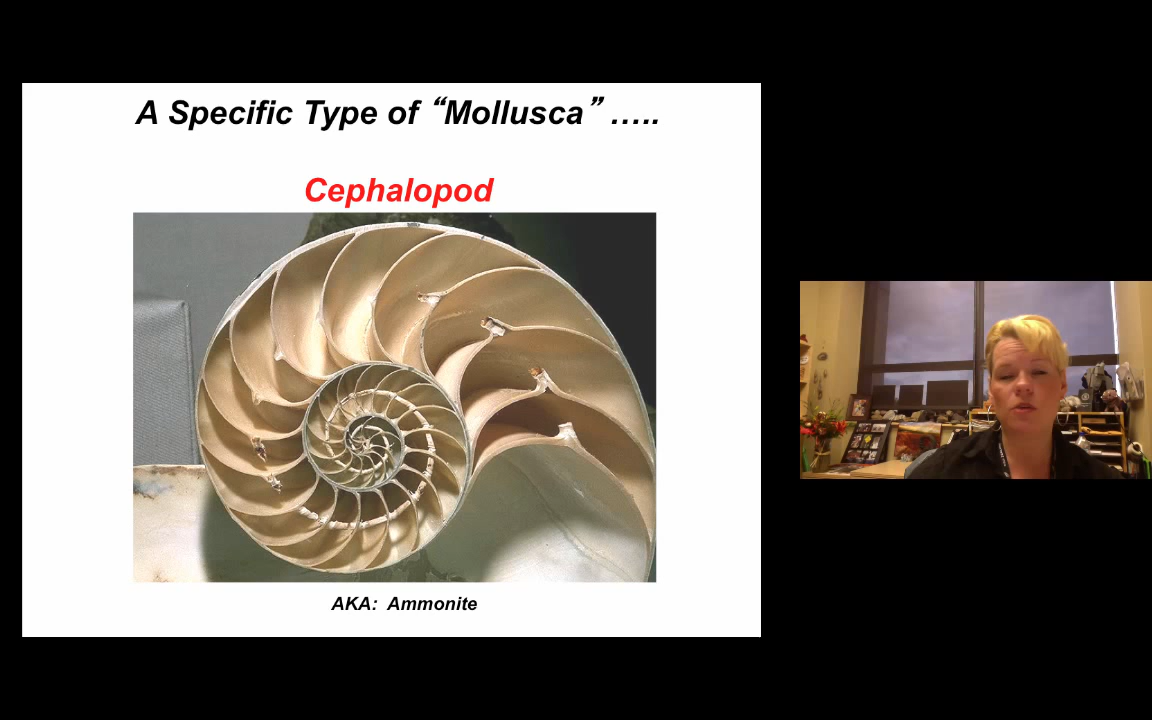 A Specific Type of “Mollusca” …..
Cephalopod
AKA: Ammonite